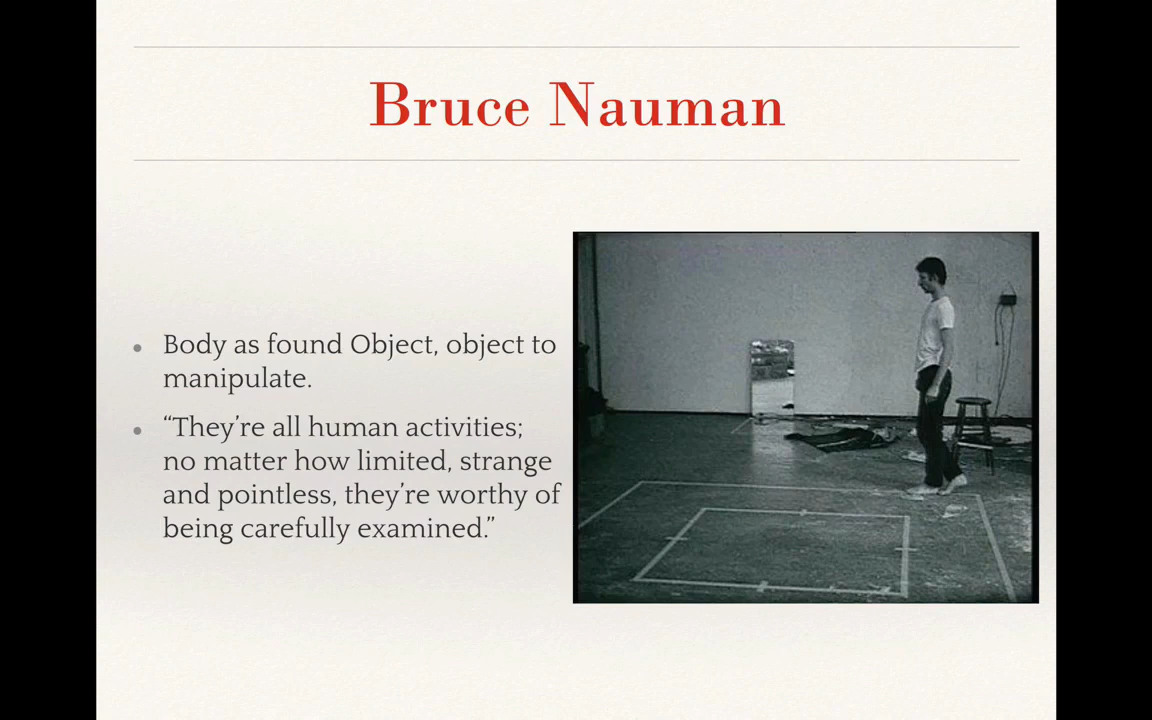 Bruce Nauman
Body as found Object, object to
manipulate.
“They’re all human activities;
no matter how limited, strange
and pointless, they’re worthy of
being carefully examined.”